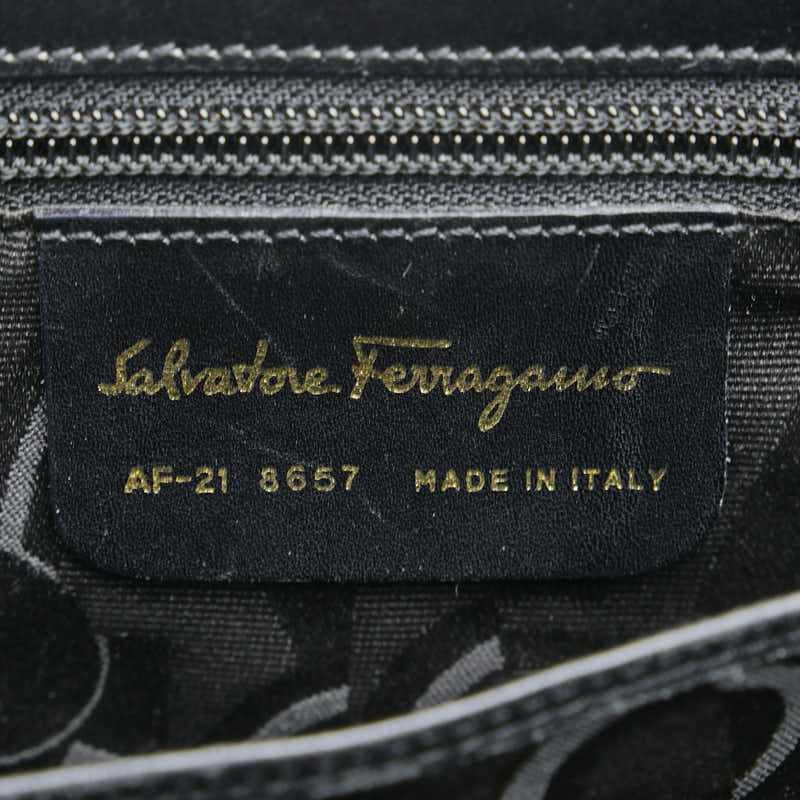 Salvatore Ferragamo
AF-21 8657 MADE IN ITALY